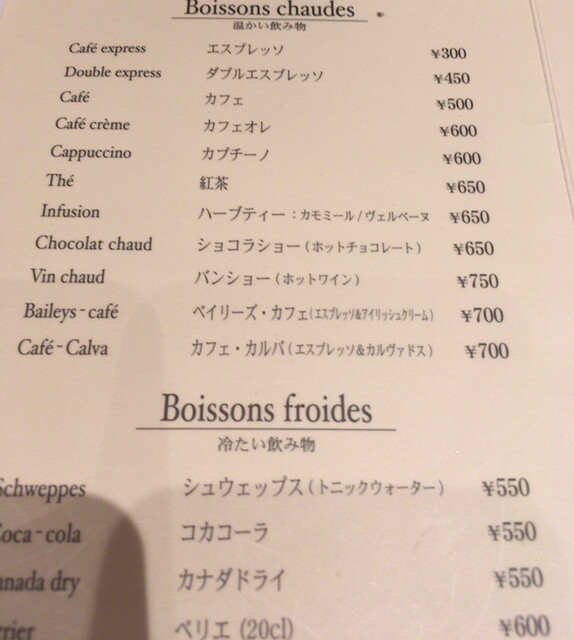 Boissons chaudes
温かい飲み物
Café express エスプレッソ ¥300
Double express ダブルエスプレッソ ¥450
Café カフェ ¥500
Café crème カフェオレ ¥600
Cappuccino カプチーノ ¥600
Thé 紅茶 ¥650
Infusion ハーブティー：カモミール/ヴェルベーヌ ¥650
Chocolat chaud ショコラショー(ホットチョコレート) ¥650
Vin chaud バンショー(ホットワイン) ¥750
Baileys-café ベイリーズ・カフェ(エスプレッソ&アイリッシュクリーム) ¥700
Café-Calva カフェ・カルバ(エスプレッソ&カルヴァドス) ¥700
Boissons froides
冷たい飲み物
Schweppes シュウェップス(トニックウォーター) ¥550
Coca-cola コカコーラ ¥550
anada dry カナダドライ ¥550
rrier ペリエ (20cl) ¥600